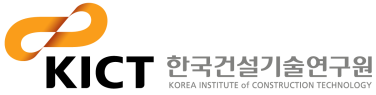 KICT 한국건설기술연구원
KOREA INSTITUTE of CONSTRUCTION TECHNOLOGY